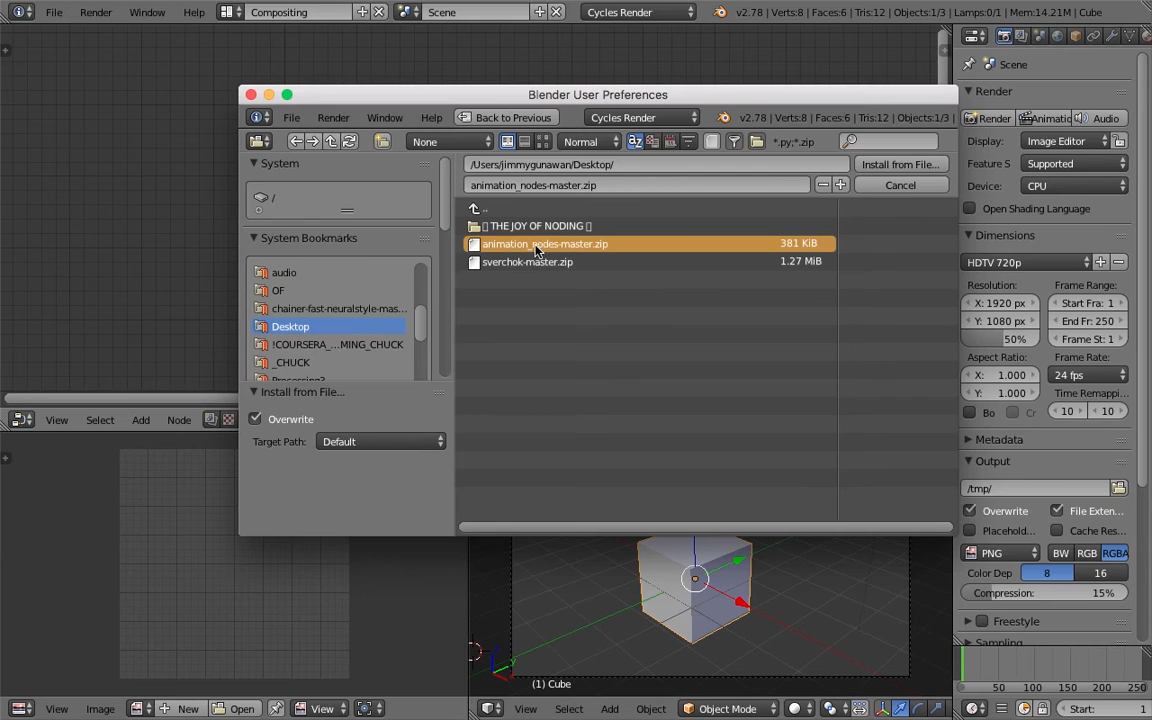 File Render Window Help Compositing Scene Cycles Render v2.78 | Verts:8 | Faces:6 | Tris:12 | Objects:1/3 | Lamps:0/1 | Mem:14.21M | Cube
Blender User Preferences
File Render Window Help Back to Previous Cycles Render v2.78 | Verts:8 | Faces:6 | Tris:12 | Objects:1
None Normal *.py;*.zip
System
/
System Bookmarks
audio
OF
chainer-fast-neuralstyle-mas...
Desktop
!COURSERA_...MING_CHUCK
_CHUCK
Processing3
Install from File...
Overwrite
Target Path: Default
/Users/jimmygunawan/Desktop/ Install from File...
animation_nodes-master.zip Cancel
..
THE JOY OF NODING
animation_nodes-master.zip 381 KiB
sverchok-master.zip 1.27 MiB
Scene
Render
Render Animatic Audio
Display: Image Editor
Feature S Supported
Device: CPU
Open Shading Language
Dimensions
HDTV 720p
Resolution: Frame Range:
X: 1920 px Start Fra: 1
Y: 1080 px End Fr: 250
50% Frame St: 1
Aspect Ratio: Frame Rate:
X: 1.000 24 fps
Y: 1.000 Time Remappi...
Bo Cr 10 10
Metadata
Output
/tmp/
Overwrite File Exten...
Placehold... Cache Res...
PNG BW RGB RGBA
Color Dep 8 16
Compression: 15%
Freestyle
Sampling
View Select Add Node
(1) Cube
View Image New Open View
View Select Add Object Object Mode
50 100 150 200 250
Start: 1